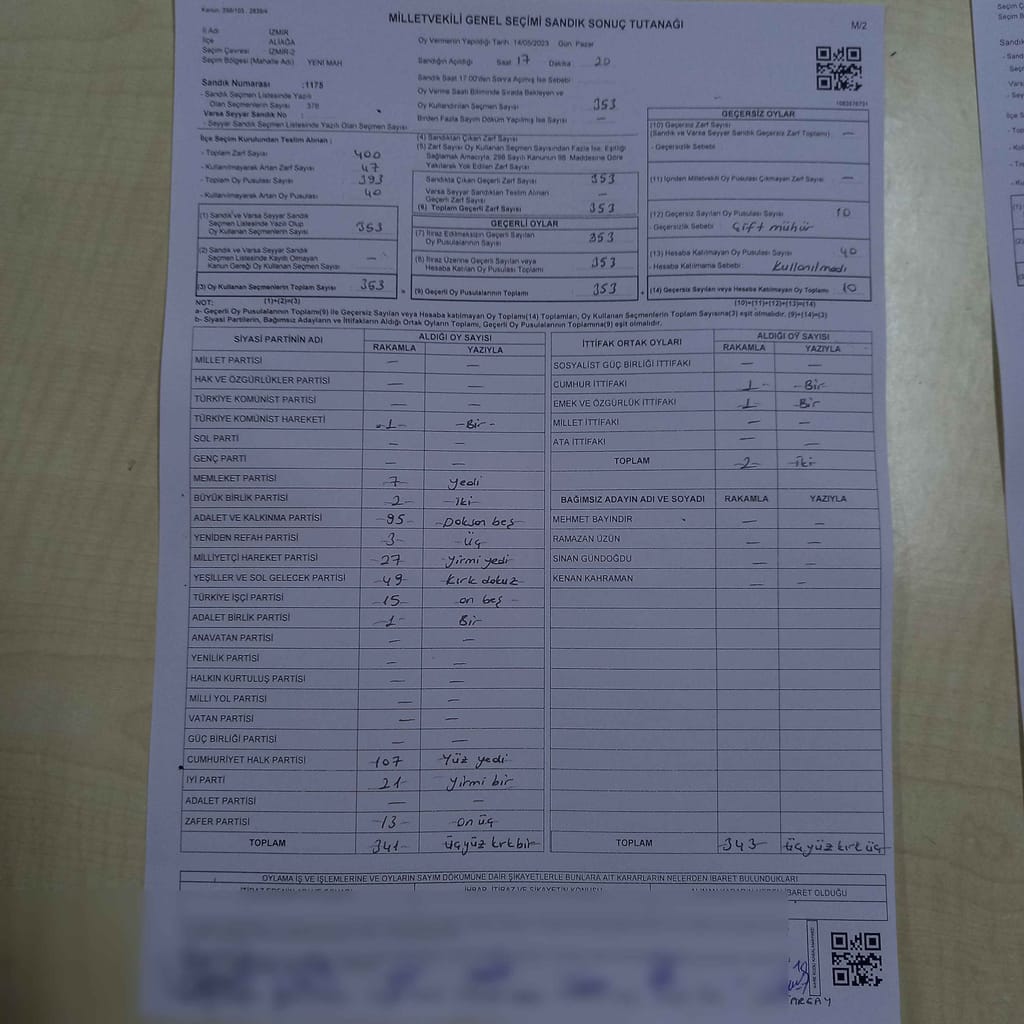 Kanun: 298/103 , 2839/4
MİLLETVEKİLİ GENEL SEÇİMİ SANDIK SONUÇ TUTANAĞI
M/2
İl Adı : İZMİR
İlçe : ALİAĞA
Seçim Çevresi : İZMİR-2
Seçim Bölgesi (Mahalle Adı) : YENİ MAH
Oy Vermenin Yapıldığı Tarih: 14/05/2023 Gün: Pazar
Sandığın Açıldığı Saat 17 Dakika 20
Sandık Saat 17:00'den Sonra Açılmış İse Sebebi
Oy Verme Saati Bitiminde Sırada Bekleyen ve
Oy Kullandırılan Seçmen Sayısı 353
Birden Fazla Sayım Döküm Yapılmış İse Sayısı —
Sandık Numarası :1175
- Sandık Seçmen Listesinde Yazılı
Olan Seçmenlerin Sayısı : 378
Varsa Seyyar Sandık No :
- Seyyar Sandık Seçmen Listesinde Yazılı Olan Seçmen Sayısı
İlçe Seçim Kurulundan Teslim Alınan ;
- Toplam Zarf Sayısı 400
- Kullanılmayarak Artan Zarf Sayısı 47
- Toplam Oy Pusulası Sayısı 393
- Kullanılmayarak Artan Oy Pusulası 40
(1) Sandık ve Varsa Seyyar Sandık
Seçmen Listesinde Yazılı Olup
Oy Kullanan Seçmenlerin Sayısı 353
(2) Sandık ve Varsa Seyyar Sandık
Seçmen Listesinde Kayıtlı Olmayan
Kanun Gereği Oy Kullanan Seçmen Sayısı —
(3) Oy Kullanan Seçmenlerin Toplam Sayısı 353
(1)+(2)=(3)
(4) Sandıktan Çıkan Zarf Sayısı
(5) Zarf Sayısı Oy Kullanan Seçmen Sayısından Fazla İse, Eşitliği
Sağlamak Amacıyla, 298 Sayılı Kanunun 98. Maddesine Göre
Yakılarak Yok Edilen Zarf Sayısı
Sandıkta Çıkan Geçerli Zarf Sayısı 353
Varsa Seyyar Sandıktan Teslim Alınan
Geçerli Zarf Sayısı —
(6) Toplam Geçerli Zarf Sayısı 353
GEÇERLİ OYLAR
(7) İtiraz Edilmeksizin Geçerli Sayılan
Oy Pusulalarının Sayısı 353
(8) İtiraz Üzerine Geçerli Sayılan veya
Hesaba Katılan Oy Pusulası Toplamı 353
(9) Geçerli Oy Pusulalarının Toplamı 353
1083876731
GEÇERSİZ OYLAR
(10) Geçersiz Zarf Sayısı
(Sandık ve Varsa Seyyar Sandık Geçersiz Zarf Toplamı) —
- Geçersizlik Sebebi
(11) İçinden Milletvekili Oy Pusulası Çıkmayan Zarf Sayısı —
(12) Geçersiz Sayılan Oy Pusulası Sayısı 10
- Geçersizlik Sebebi : Çift mühür
(13) Hesaba Katılmayan Oy Pusulası Sayısı 40
- Hesaba Katılmama Sebebi : Kullanılmadı
(14) Geçersiz Sayılan veya Hesaba Katılmayan Oy Toplamı 10
(10)+(11)+(12)+(13)=(14)
NOT:
a- Geçerli Oy Pusulalarının Toplamı(9) ile Geçersiz Sayılan veya Hesaba katılmayan Oy Toplamı(14) Toplamları, Oy Kullanan Seçmenlerin Toplam Sayısına(3) eşit olmalıdır. (9)+(14)=(3)
b- Siyasi Partilerin, Bağımsız Adayların ve İttifakların Aldığı Ortak Oyların Toplamı, Geçerli Oy Pusulalarının Toplamına(9) eşit olmalıdır.
SİYASİ PARTİNİN ADI ALDIĞI OY SAYISI
RAKAMLA YAZIYLA
MİLLET PARTİSİ — —
HAK VE ÖZGÜRLÜKLER PARTİSİ — —
TÜRKİYE KOMÜNİST PARTİSİ — —
TÜRKİYE KOMÜNİST HAREKETİ -1- -Bir-
SOL PARTİ — —
GENÇ PARTİ — —
MEMLEKET PARTİSİ 7 yedi
BÜYÜK BİRLİK PARTİSİ -2- -iki
ADALET VE KALKINMA PARTİSİ -95 -Doksan beş
YENİDEN REFAH PARTİSİ -3- -üç
MİLLİYETÇİ HAREKET PARTİSİ -27 -yirmi yedi
YEŞİLLER VE SOL GELECEK PARTİSİ -49 -kırk dokuz
TÜRKİYE İŞÇİ PARTİSİ -15 on beş -
ADALET BİRLİK PARTİSİ -1- Bir
ANAVATAN PARTİSİ — —
YENİLİK PARTİSİ — —
HALKIN KURTULUŞ PARTİSİ — —
MİLLİ YOL PARTİSİ — —
VATAN PARTİSİ — —
GÜÇ BİRLİĞİ PARTİSİ — —
CUMHURİYET HALK PARTİSİ -107 -Yüz yedi
İYİ PARTİ 21 yirmi bir
ADALET PARTİSİ — —
ZAFER PARTİSİ -13- -on üç
TOPLAM -341- üçyüz kırkbir
İTTİFAK ORTAK OYLARI ALDIĞI OY SAYISI
RAKAMLA YAZIYLA
SOSYALİST GÜÇ BİRLİĞİ İTTİFAKI — —
CUMHUR İTTİFAKI -1- -Bir
EMEK VE ÖZGÜRLÜK İTTİFAKI -1- -Bir
MİLLET İTTİFAKI — —
ATA İTTİFAKI — —
TOPLAM -2- -iki
BAĞIMSIZ ADAYIN ADI VE SOYADI RAKAMLA YAZIYLA
MEHMET BAYINDIR — —
RAMAZAN ÜZÜN — —
SİNAN GÜNDOĞDU — —
KENAN KAHRAMAN — —
TOPLAM -343- üçyüz kırk üç
OYLAMA İŞ VE İŞLEMLERİNE VE OYLARIN SAYIM DÖKÜMÜNE DAİR ŞİKAYETLERLE BUNLARA AİT KARARLARIN NELERDEN İBARET BULUNDUKLARI
İHBAR, İTİRAZ VE ŞİKAYETİN KONUSU